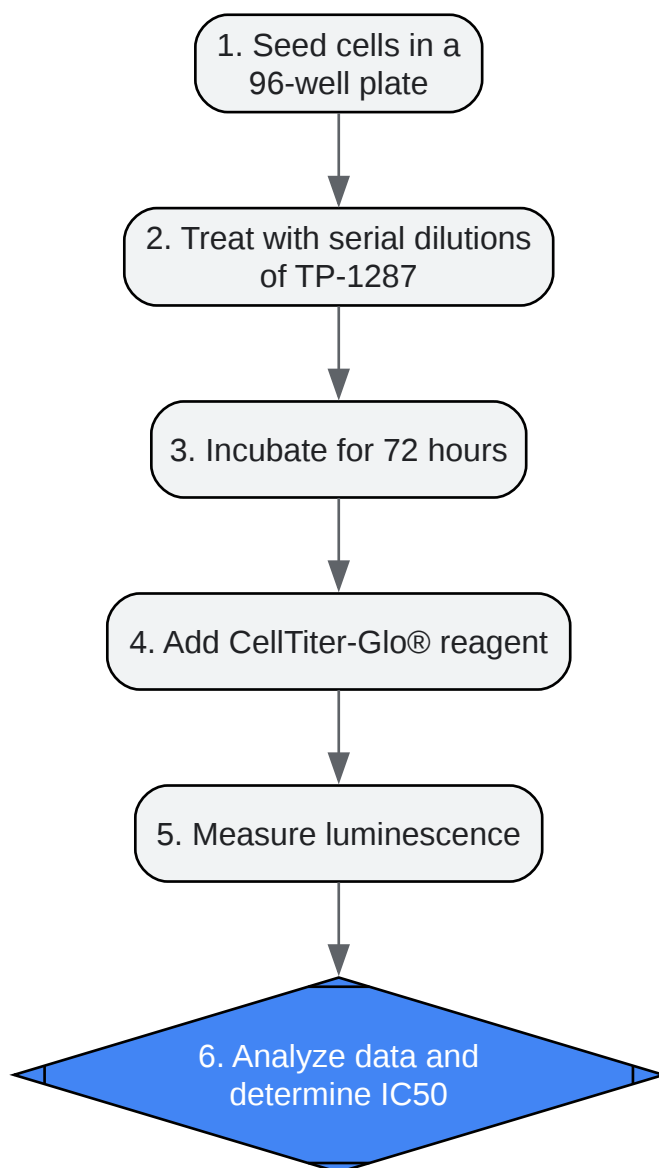 1. Seed cells in a
96-well plate
2. Treat with serial dilutions
of TP-1287
3. Incubate for 72 hours
4. Add CellTiter-Glo® reagent
5. Measure luminescence
6. Analyze data and
determine IC50